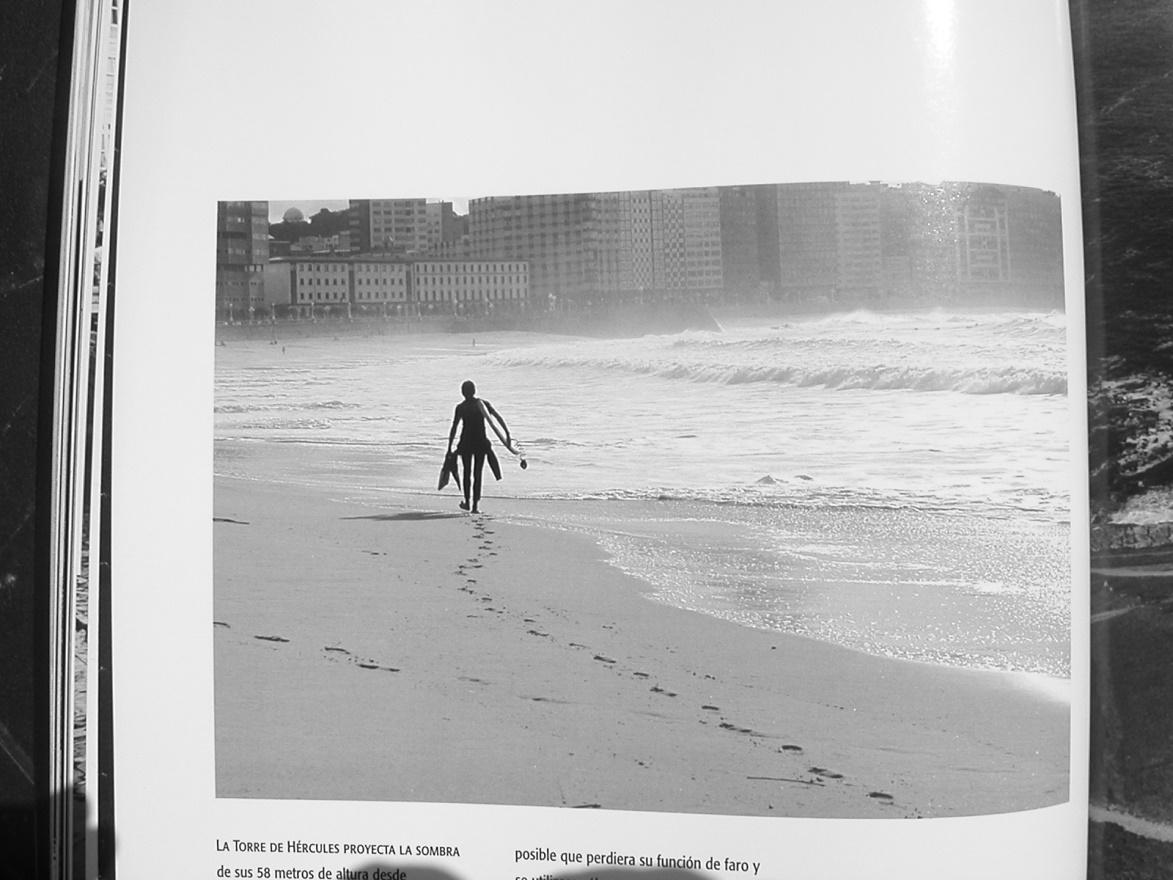 LA TORRE DE HÉRCULES PROYECTA LA SOMBRA
de sus 58 metros de altura desde
posible que perdiera su función de faro y